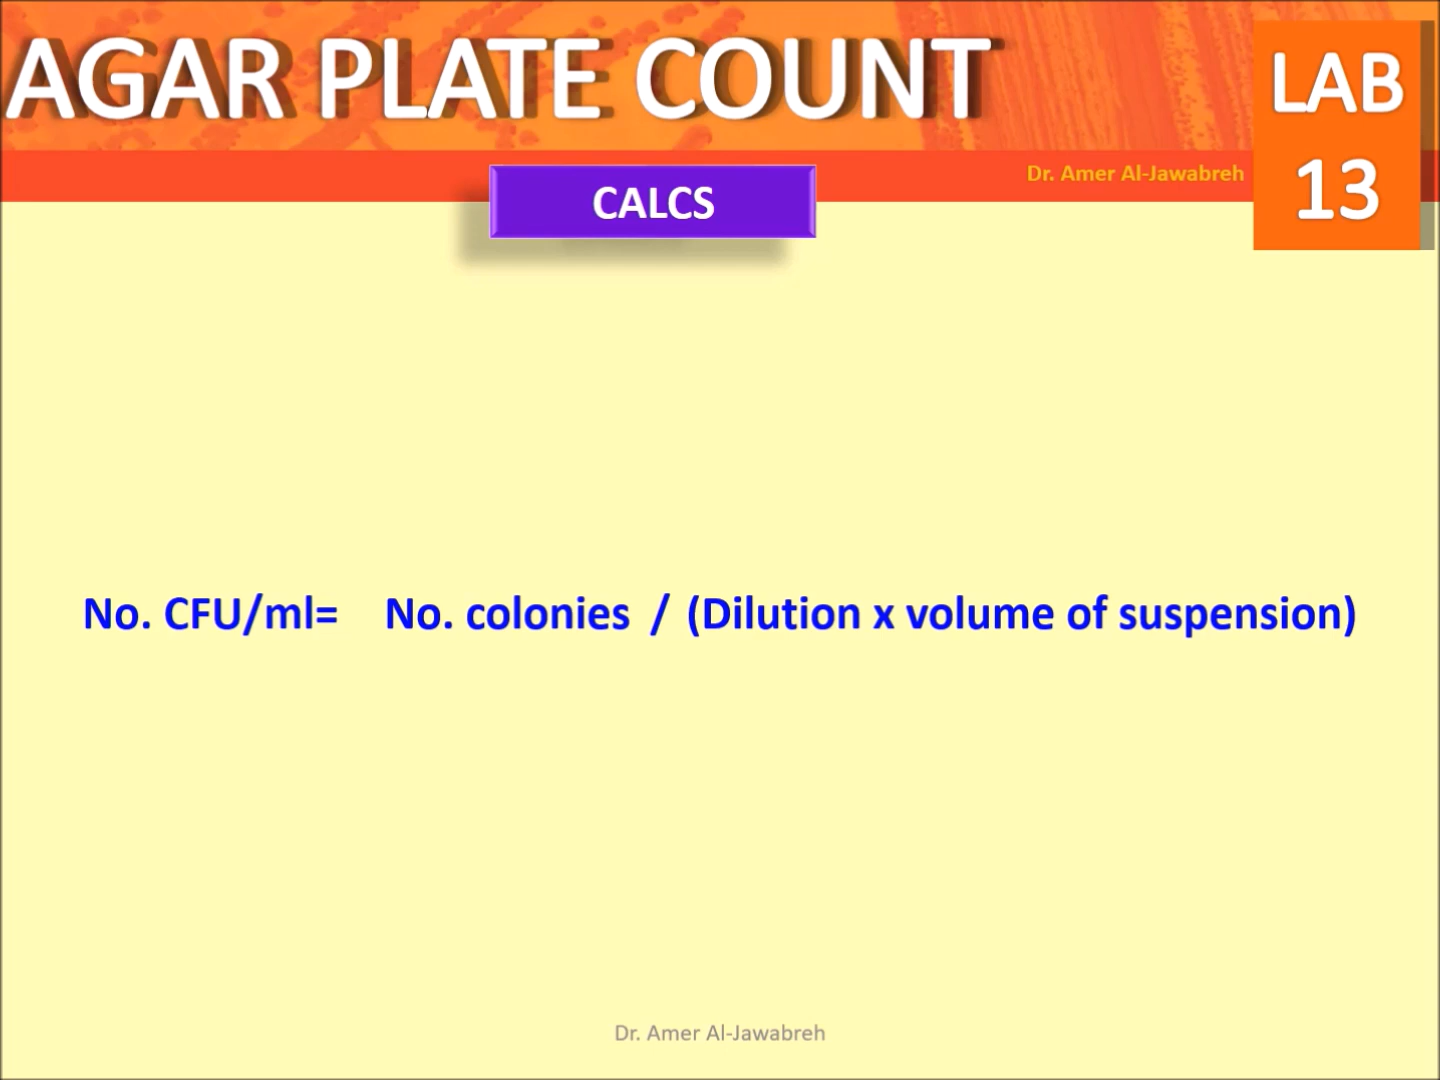 AGAR PLATE COUNT
LAB
13
Dr. Amer Al-Jawabreh
CALCS
No. CFU/ml= No. colonies / (Dilution x volume of suspension)
Dr. Amer Al-Jawabreh